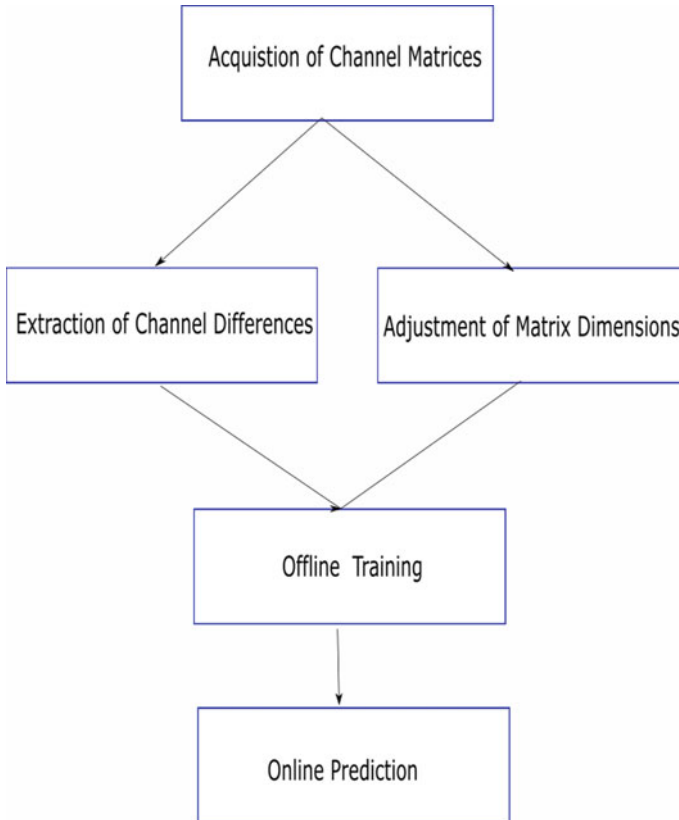 Acquistion of Channel Matrices
Extraction of Channel Differences
Adjustment of Matrix Dimensions
Offline Training
Online Prediction